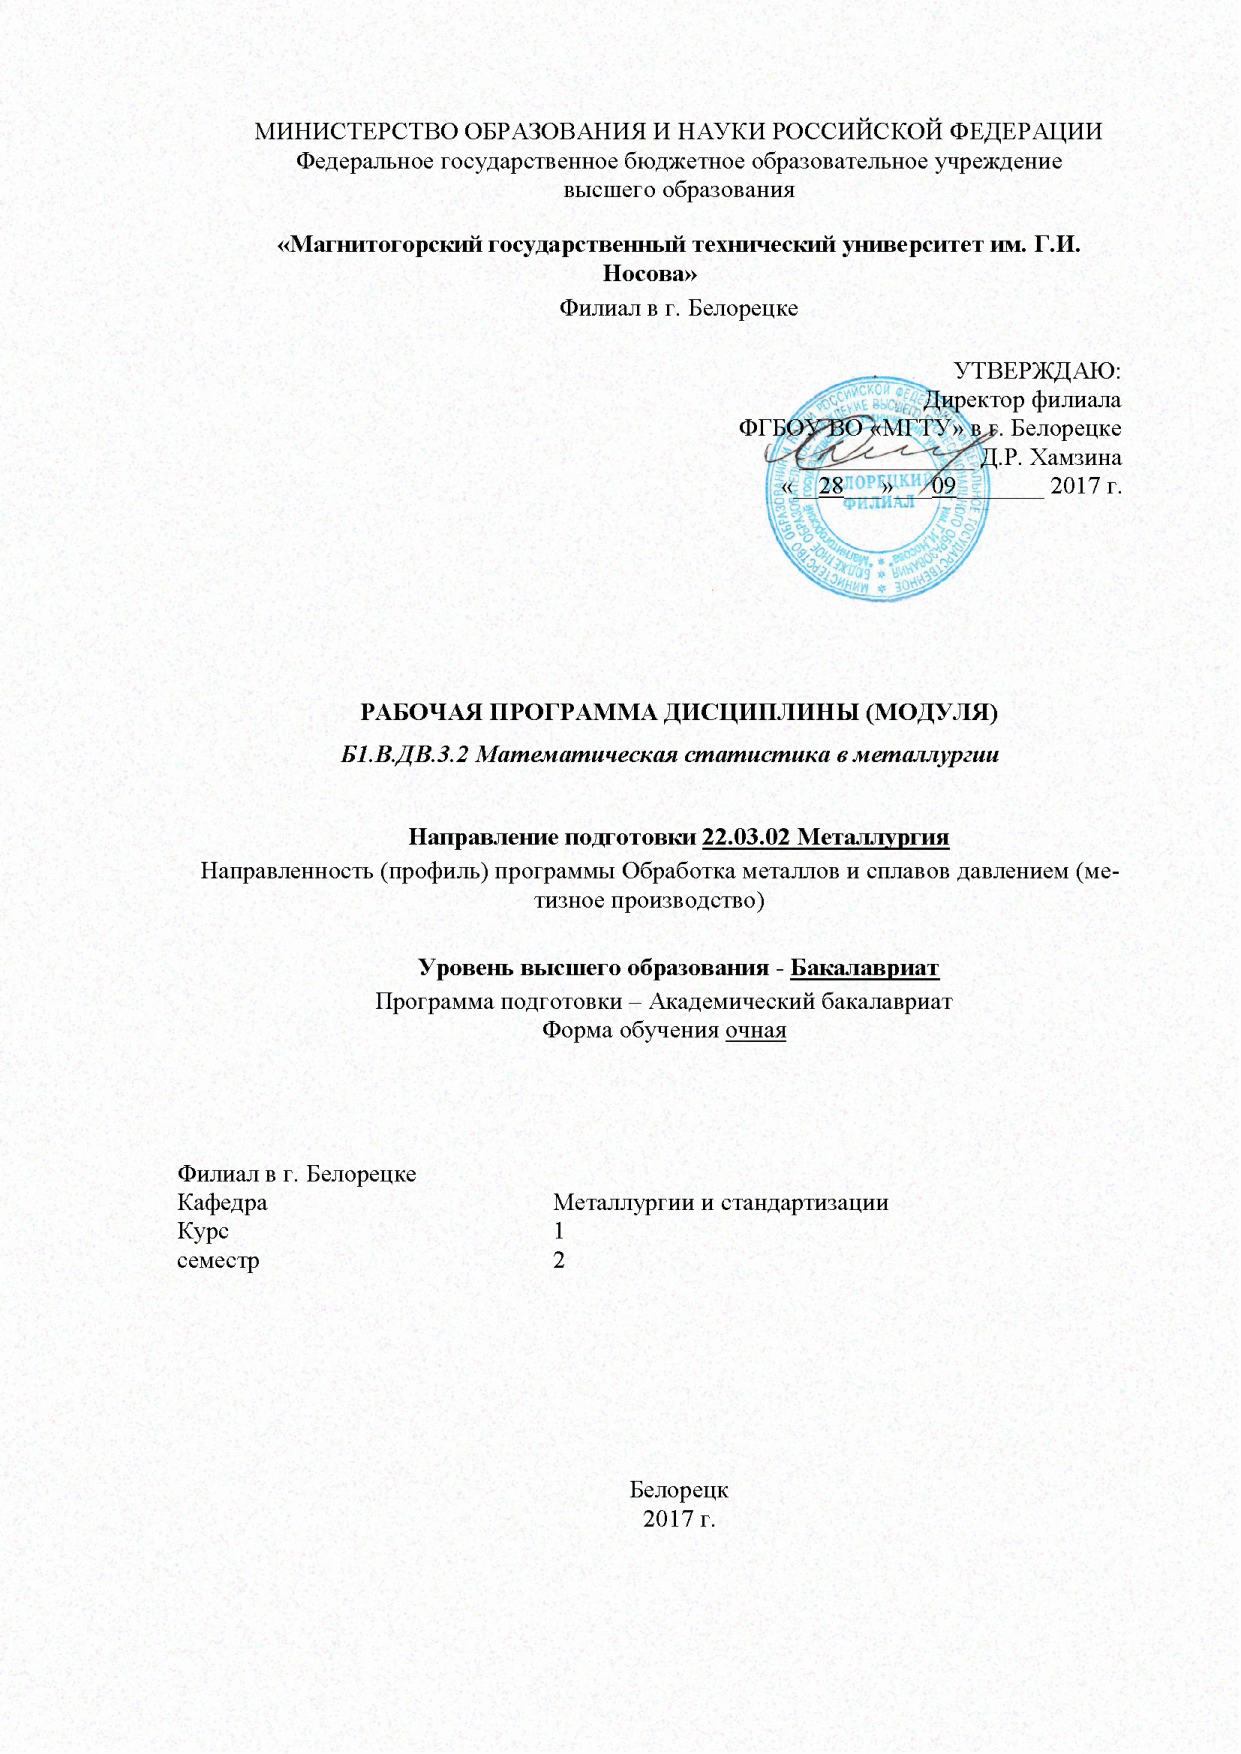 МИНИСТЕРСТВО ОБРАЗОВАНИЯ И НАУКИ РОССИЙСКОЙ ФЕДЕРАЦИИ
Федеральное государственное бюджетное образовательное учреждение
высшего образования
«Магнитогорский государственный технический университет им. Г.И.
Носова»
Филиал в г. Белорецке
УТВЕРЖДАЮ:
Директор филиала
ФГБОУ ВО «МГТУ» в г. Белорецке
Д.Р. Хамзина
«__28___»___09_______ 2017 г.
БЕЛОРЕЦКИЙ
ФИЛИАЛ
РАБОЧАЯ ПРОГРАММА ДИСЦИПЛИНЫ (МОДУЛЯ)
Б1.В.ДВ.3.2 Математическая статистика в металлургии
Направление подготовки 22.03.02 Металлургия
Направленность (профиль) программы Обработка металлов и сплавов давлением (ме-
тизное производство)
Уровень высшего образования - Бакалавриат
Программа подготовки – Академический бакалавриат
Форма обучения очная
Филиал в г. Белорецке
Кафедра Металлургии и стандартизации
Курс 1
семестр 2
Белорецк
2017 г.